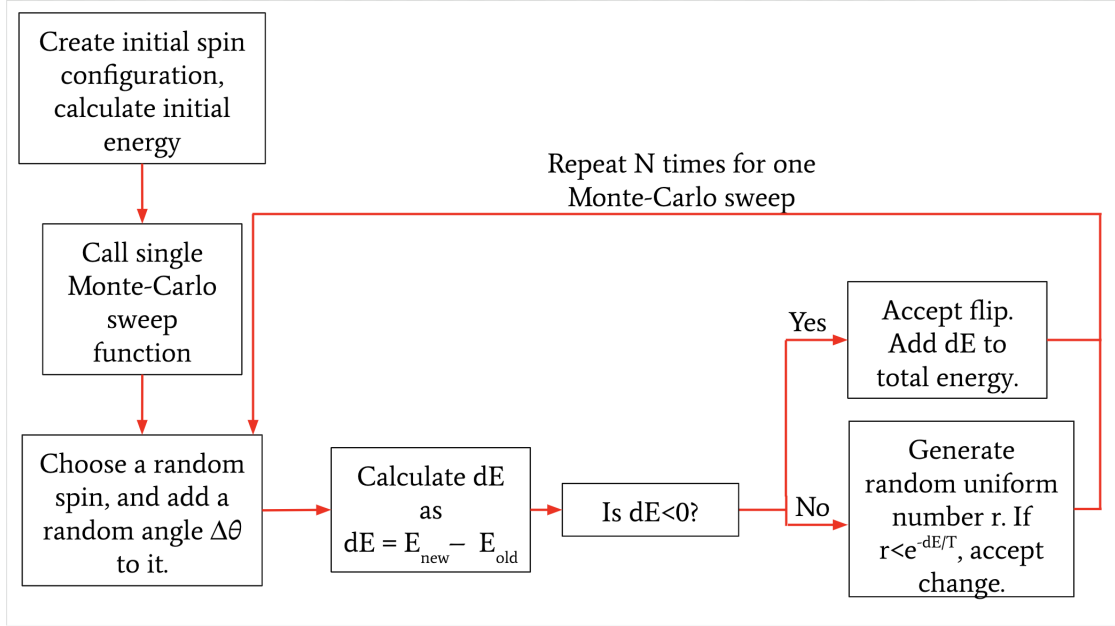 Create initial spin
configuration,
calculate initial
energy
Call single
Monte-Carlo
sweep
function
Choose a random
spin, and add a
random angle Δθ
to it.
Calculate dE
as
dE = Enew – Eold
Is dE<0?
Yes
Accept flip.
Add dE to
total energy.
No
Generate
random uniform
number r. If
r<e^-dE/T, accept
change.
Repeat N times for one
Monte-Carlo sweep